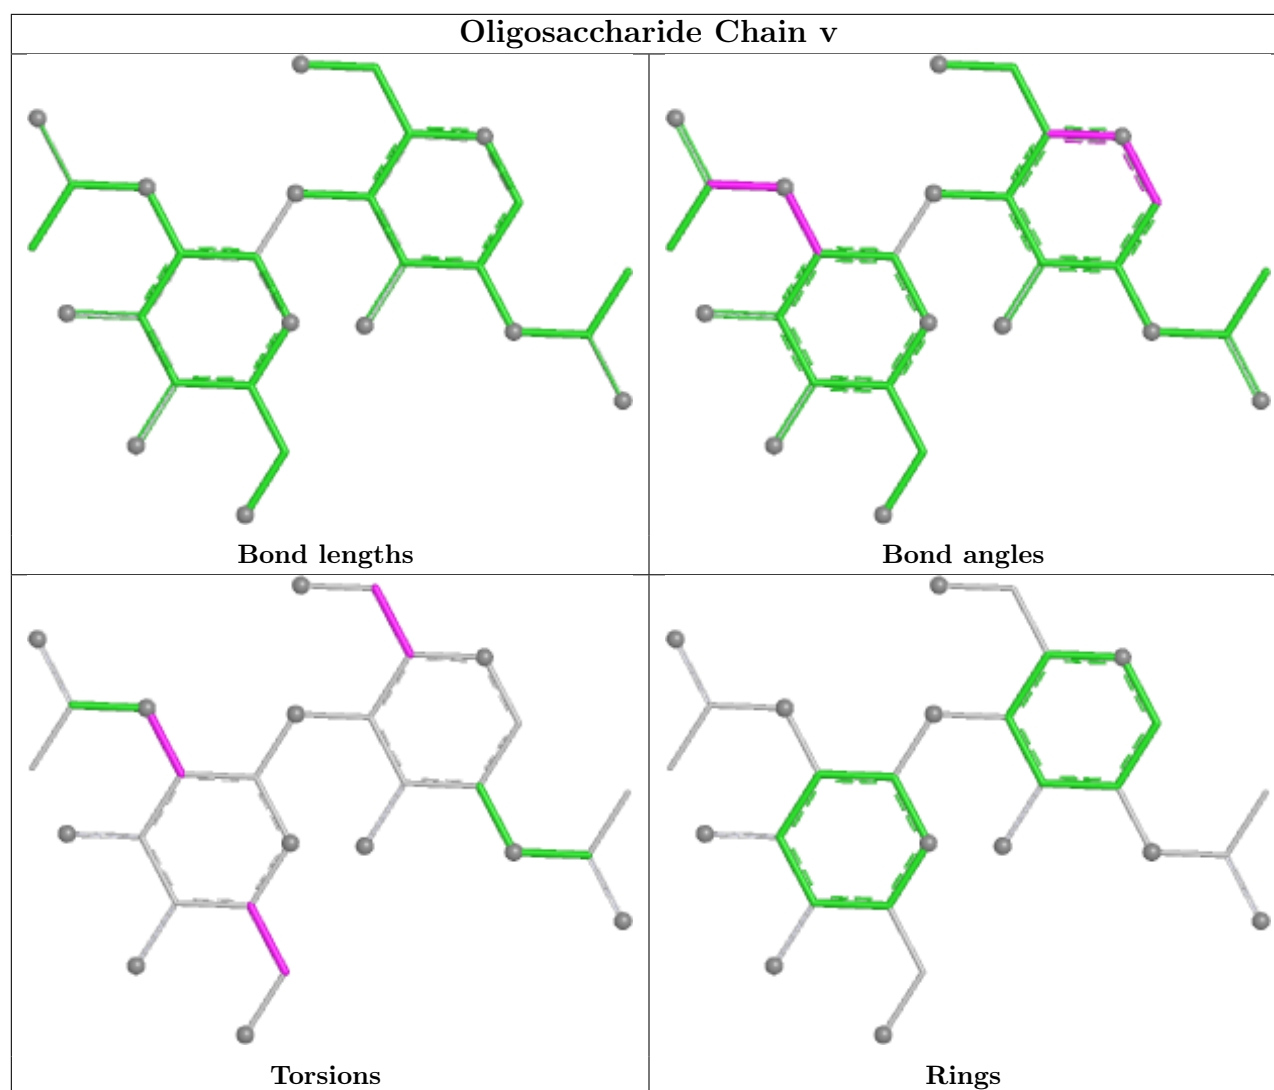 Oligosaccharide Chain v
Bond lengths
Bond angles
Torsions
Rings